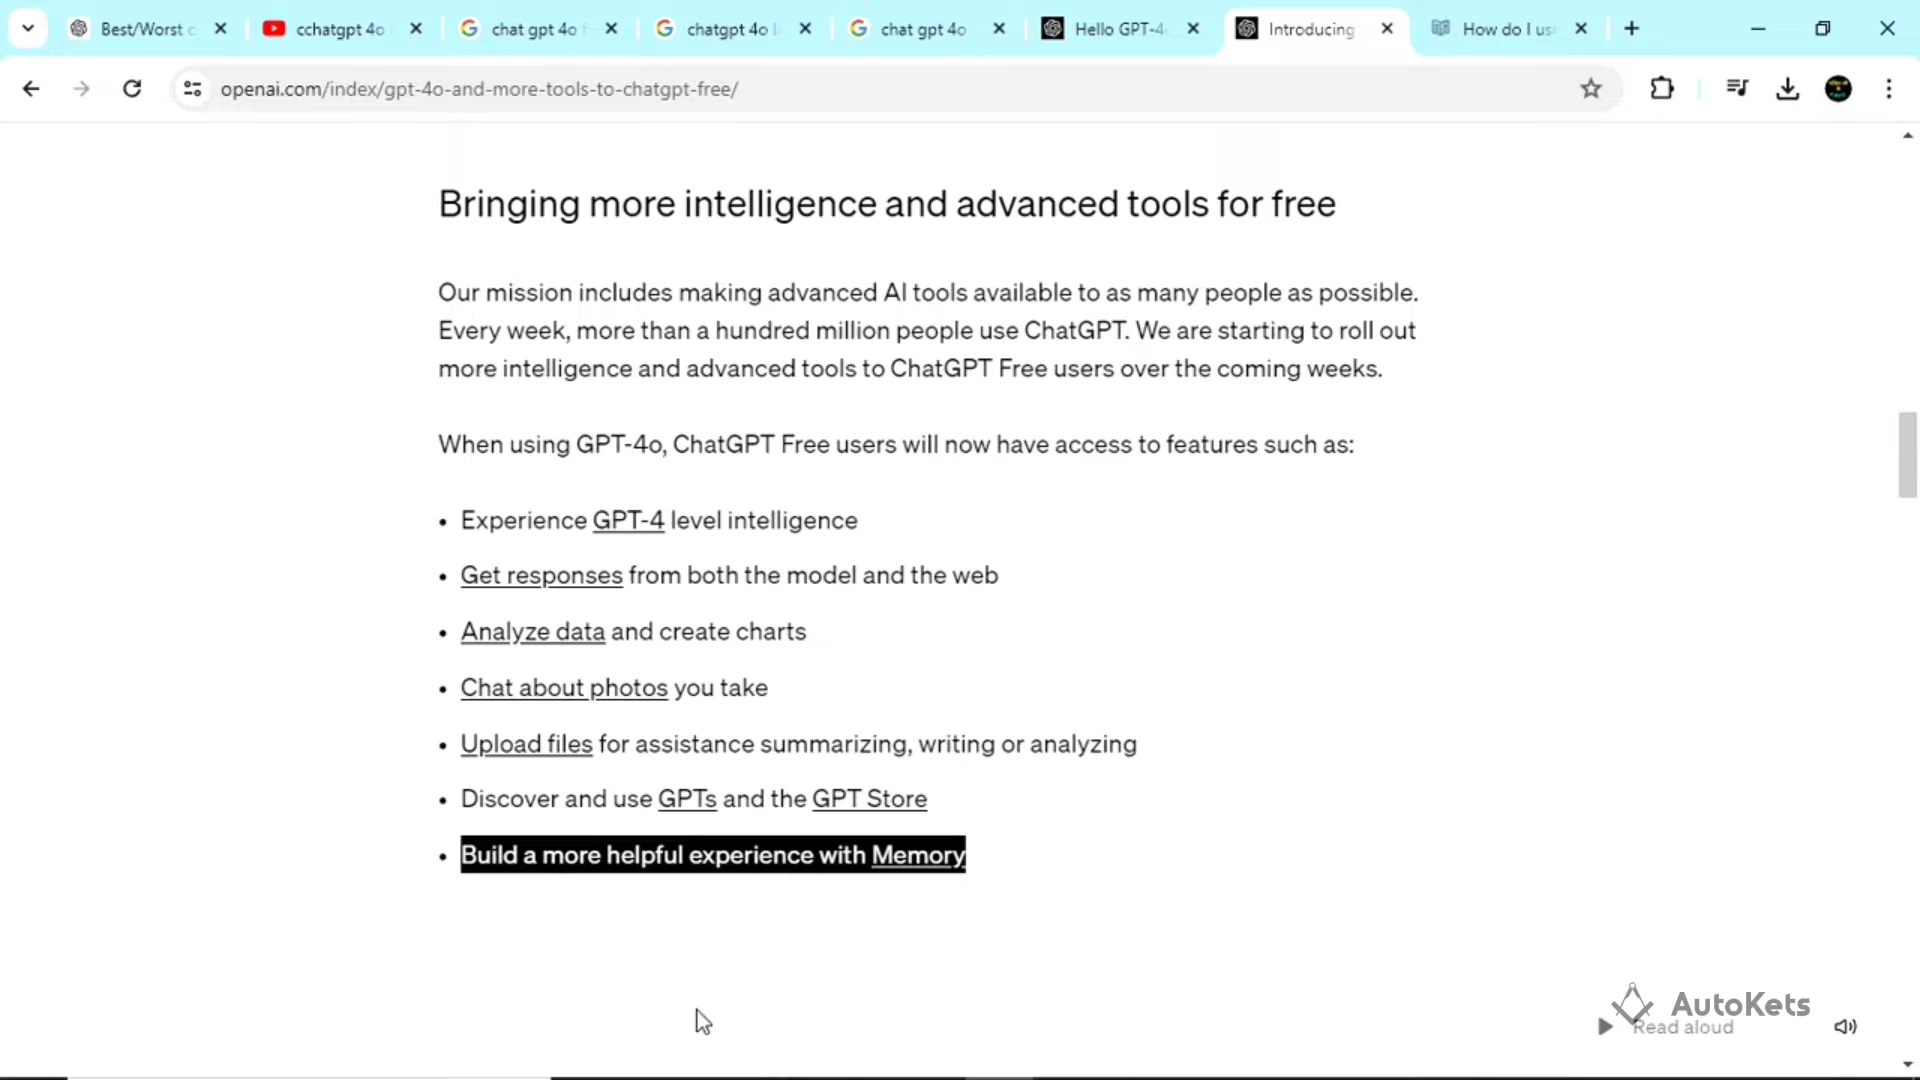 Best/Worst c
cchatgpt 4o
chat gpt 4o f
chatgpt 4o l
chat gpt 4o
Hello GPT-4
Introducing
How do I us
openai.com/index/gpt-4o-and-more-tools-to-chatgpt-free/
Bringing more intelligence and advanced tools for free
Our mission includes making advanced AI tools available to as many people as possible.
Every week, more than a hundred million people use ChatGPT. We are starting to roll out
more intelligence and advanced tools to ChatGPT Free users over the coming weeks.
When using GPT-4o, ChatGPT Free users will now have access to features such as:
• Experience GPT-4 level intelligence
• Get responses from both the model and the web
• Analyze data and create charts
• Chat about photos you take
• Upload files for assistance summarizing, writing or analyzing
• Discover and use GPTs and the GPT Store
• Build a more helpful experience with Memory
AutoKets
Read aloud